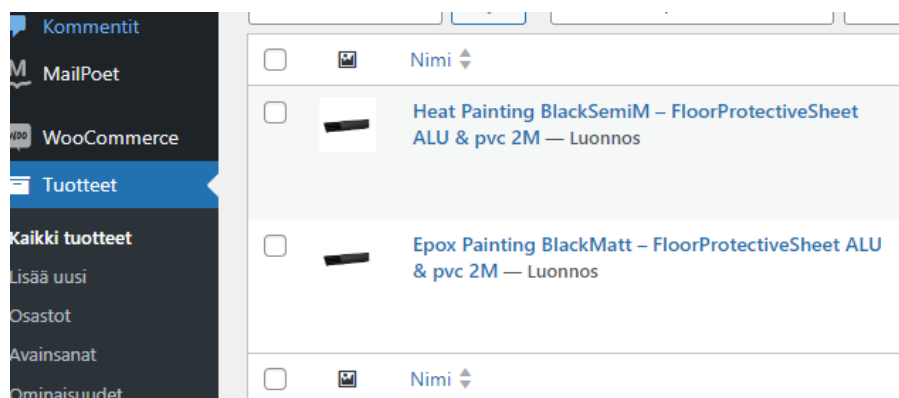 Kommentit
MailPoet
WooCommerce
Tuotteet
Kaikki tuotteet
Lisää uusi
Osastot
Avainsanat
Ominaisuudet
Nimi
Heat Painting BlackSemiM – FloorProtectiveSheet
ALU & pvc 2M — Luonnos
Epox Painting BlackMatt – FloorProtectiveSheet ALU
& pvc 2M — Luonnos
Nimi